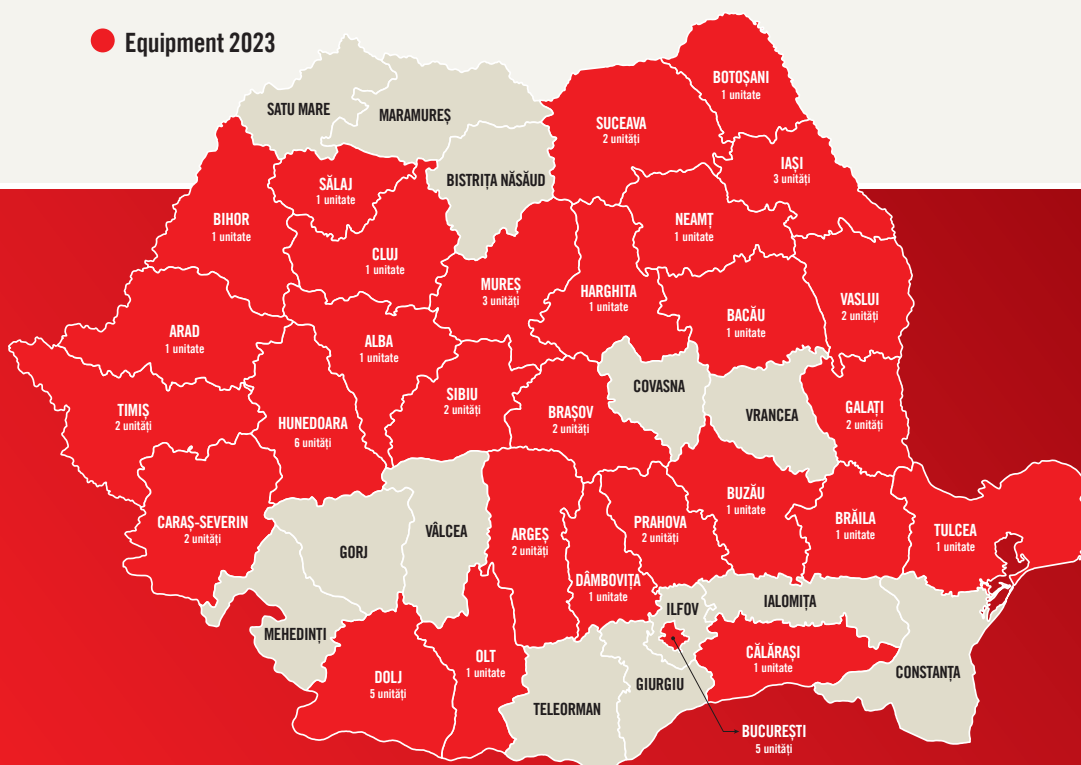 Equipment 2023
BOTOȘANI
1 unitate
SATU MARE
MARAMUREȘ
SUCEAVA
2 unități
IAȘI
3 unități
SĂLAJ
1 unitate
BISTRIȚA NĂSĂUD
BIHOR
1 unitate
NEAMȚ
1 unitate
CLUJ
1 unitate
MUREȘ
3 unități
HARGHITA
1 unitate
VASLUI
2 unități
BACĂU
1 unitate
ARAD
1 unitate
ALBA
1 unitate
COVASNA
SIBIU
2 unități
TIMIȘ
2 unități
HUNEDOARA
6 unități
BRAȘOV
2 unități
VRANCEA
GALAȚI
2 unități
CARAȘ-SEVERIN
2 unități
BUZĂU
1 unitate
GORJ
VÂLCEA
ARGEȘ
2 unități
PRAHOVA
2 unități
BRĂILA
1 unitate
TULCEA
1 unitate
DÂMBOVIȚA
1 unitate
ILFOV
IALOMIȚA
MEHEDINȚI
OLT
1 unitate
CĂLĂRAȘI
1 unitate
DOLJ
5 unități
GIURGIU
CONSTANȚA
TELEORMAN
BUCUREȘTI
5 unități